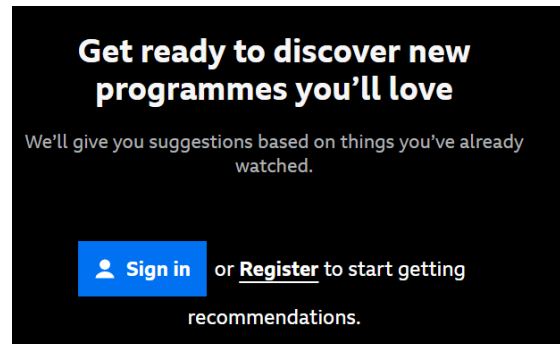 Get ready to discover new
programmes you’ll love
We’ll give you suggestions based on things you’ve already
watched.
Sign in or Register to start getting
recommendations.